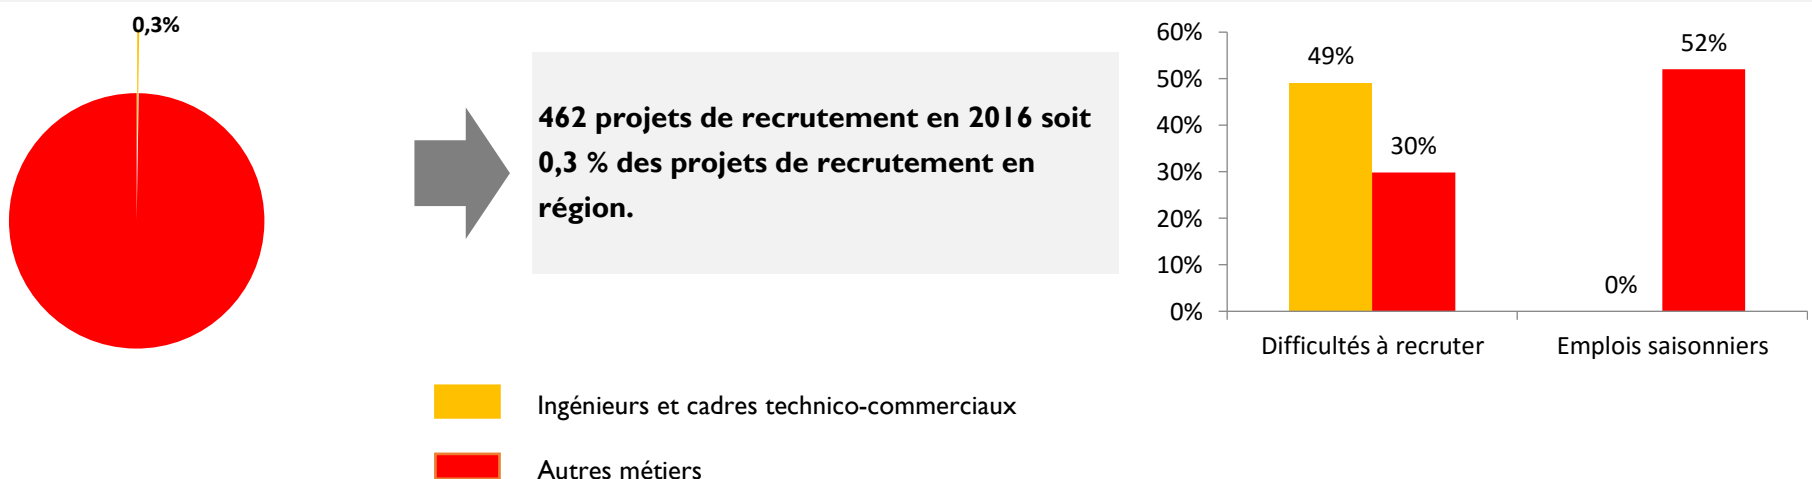 0,3%
462 projets de recrutement en 2016 soit
0,3 % des projets de recrutement en
région.
60%
50%
40%
30%
20%
10%
0%
49%
30%
0%
52%
Difficultés à recruter
Emplois saisonniers
Ingénieurs et cadres technico-commerciaux
Autres métiers